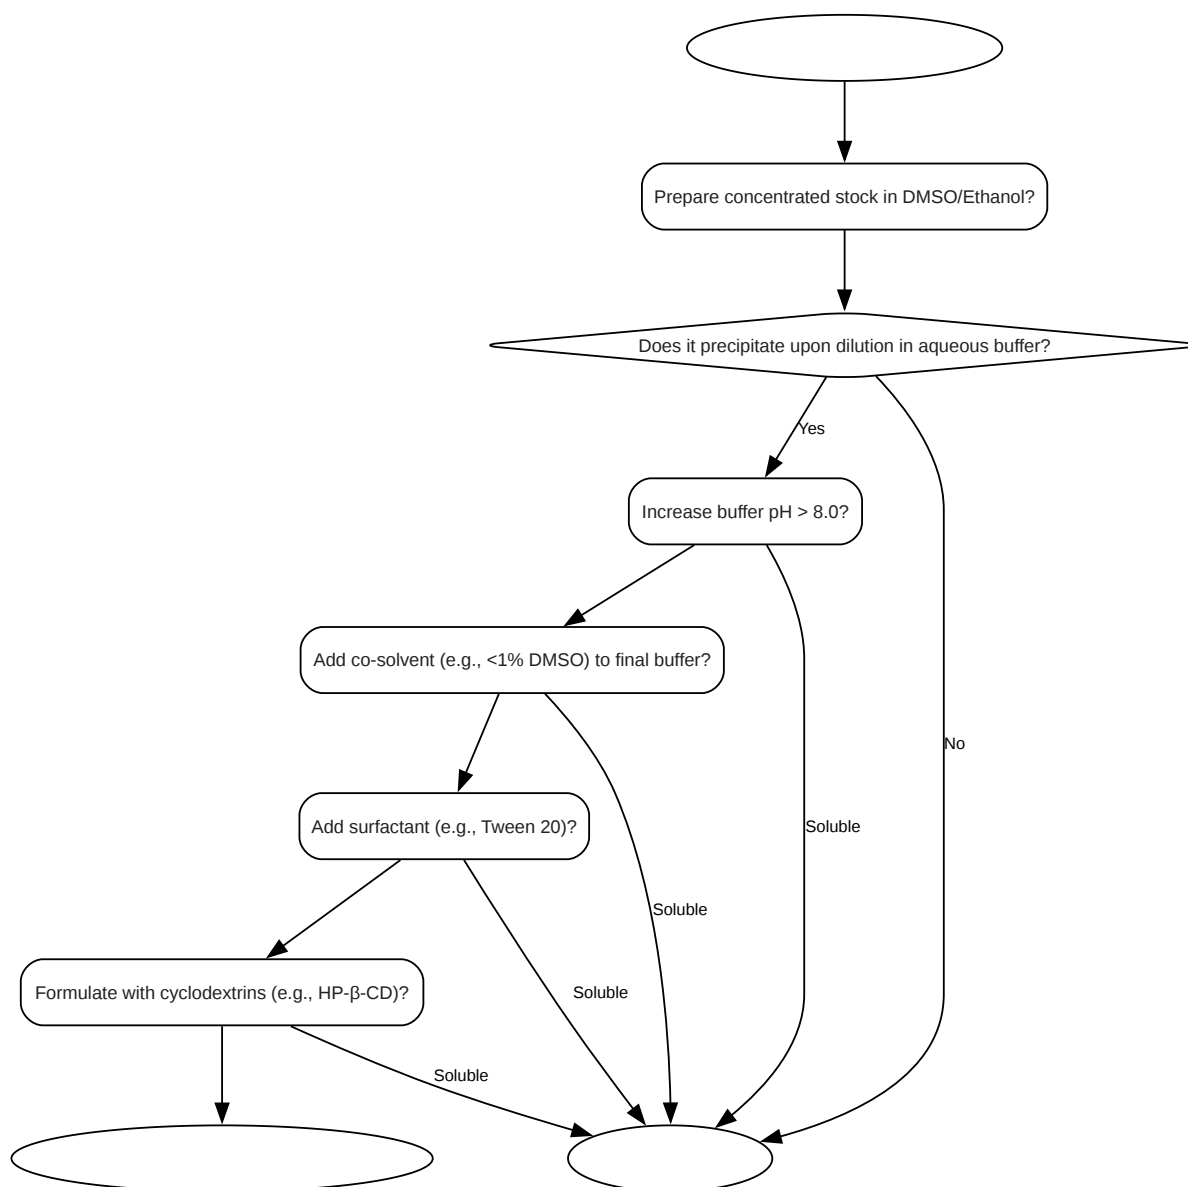 Prepare concentrated stock in DMSO/Ethanol?
Does it precipitate upon dilution in aqueous buffer?
Yes
Increase buffer pH > 8.0?
Add co-solvent (e.g., <1% DMSO) to final buffer?
No
Add surfactant (e.g., Tween 20)?
Soluble
Soluble
Formulate with cyclodextrins (e.g., HP-β-CD)?
Soluble
Soluble